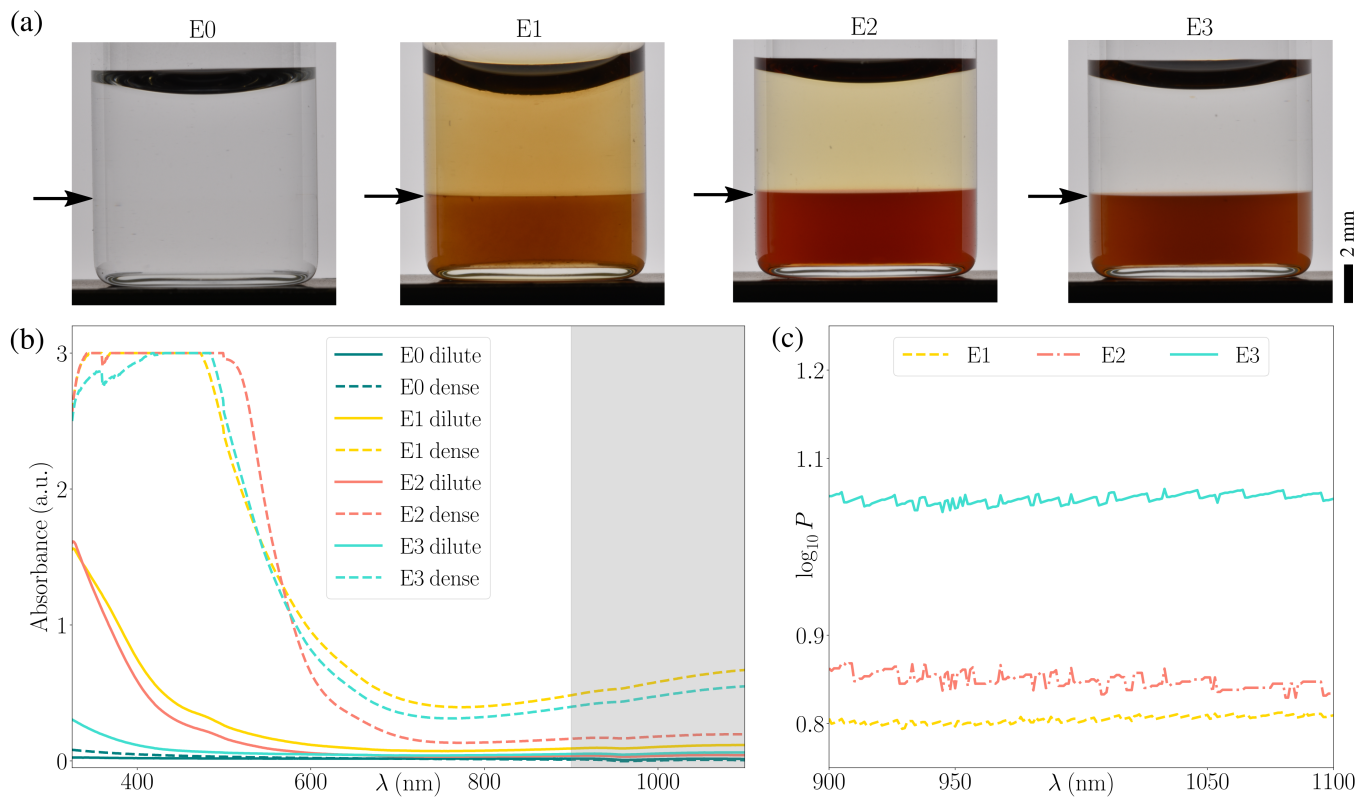 (a)
E0
E1
E2
E3
2 mm
(b)
Absorbance (a.u.)
3
2
1
0
E0 dilute
E0 dense
E1 dilute
E1 dense
E2 dilute
E2 dense
E3 dilute
E3 dense
400
600
800
1000
λ (nm)
(c)
log₁₀ P
1.2
1.1
0.9
0.8
E1
E2
E3
900
950
1050
1100
λ (nm)